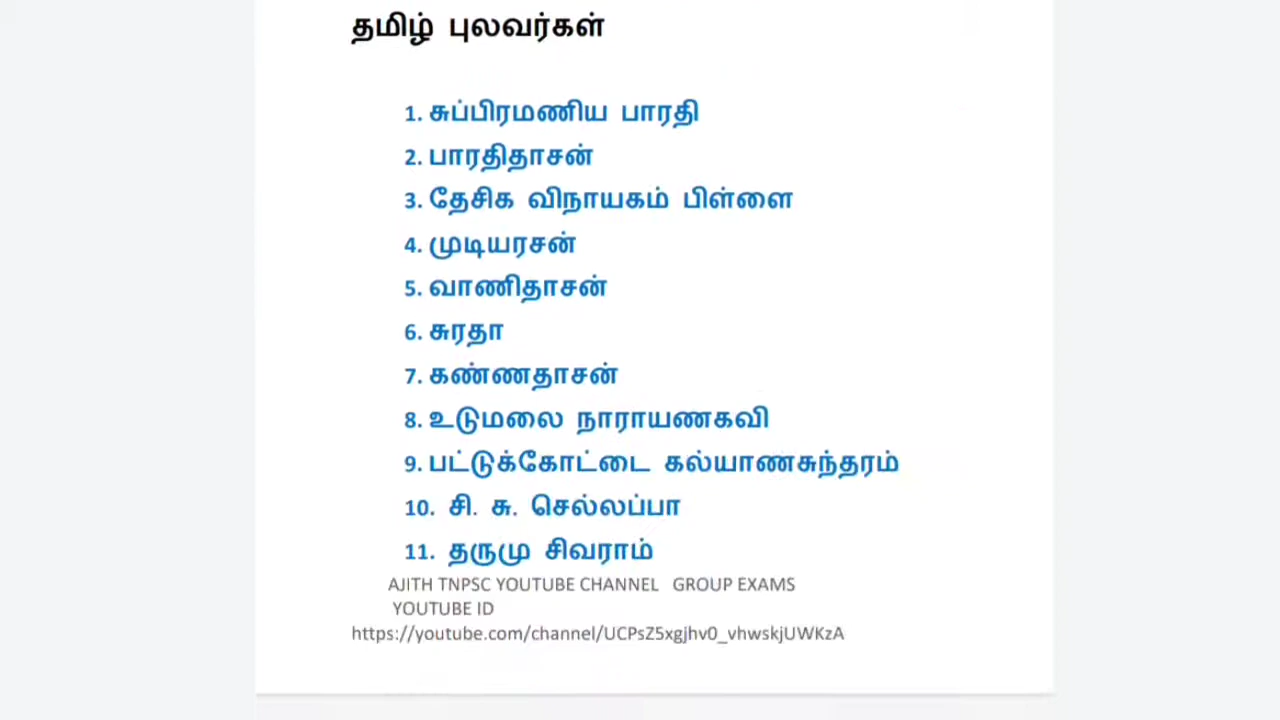 தமிழ் புலவர்கள்
1. சுப்பிரமணிய பாரதி
2. பாரதிதாசன்
3. தேசிக விநாயகம் பிள்ளை
4. முடியரசன்
5. வாணிதாசன்
6. சுரதா
7. கண்ணதாசன்
8. உடுமலை நாராயணகவி
9. பட்டுக்கோட்டை கல்யாணசுந்தரம்
10. சி. சு. செல்லப்பா
11. தருமு சிவராம்
AJITH TNPSC YOUTUBE CHANNEL GROUP EXAMS
YOUTUBE ID
https://youtube.com/channel/UCPsZ5xgjhv0_vhwskjUWKzA